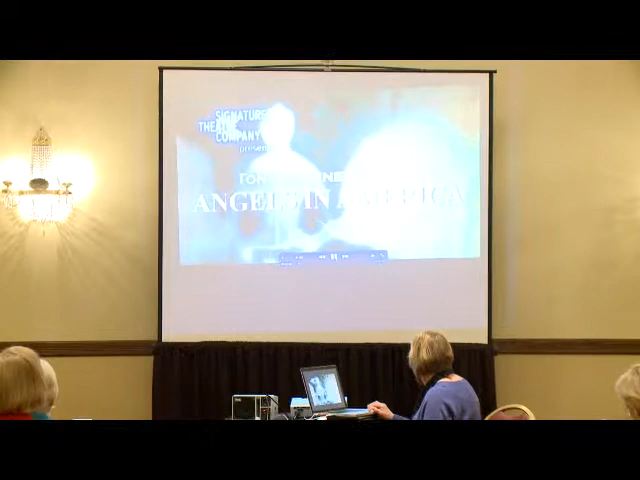 SIGNATURE
THEATRE
COMPANY
presents
ANGELS IN AMERICA